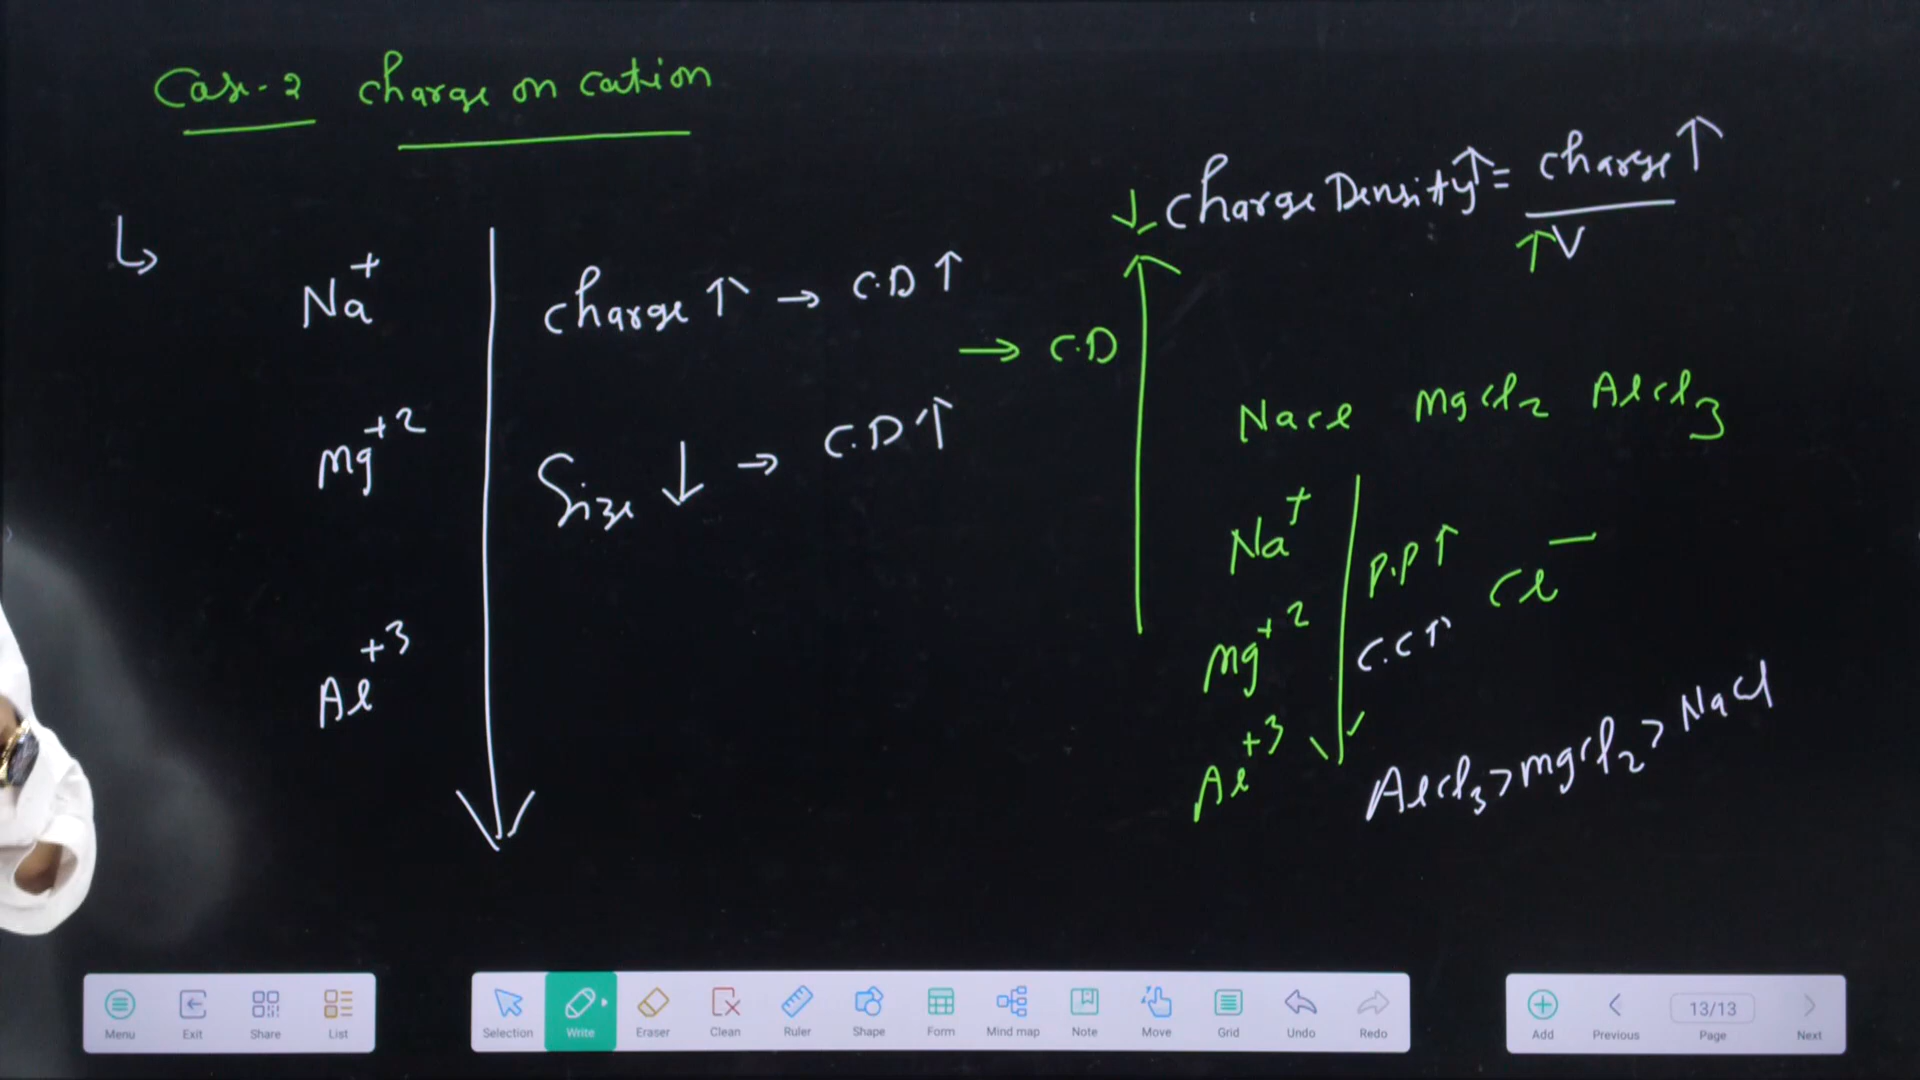 Case-2 charge on cation
↳ Na⁺
Mg⁺²
Al⁺³
charge ↑ → C.D ↑
Size ↓ → C.D ↑
→ C.D ↑
↓ Charge Density ↑ = charge ↑ / ↑ V
NaCl MgCl₂ AlCl₃
Na⁺
Mg⁺²
Al⁺³
P.P ↑ Cl⁻
C.C ↑
AlCl₃ > MgCl₂ > NaCl
Menu Exit Share List Selection Write Eraser Clean Ruler Shape Form Mind map Note Move Grid Undo Redo Add Previous 13/13 Page Next